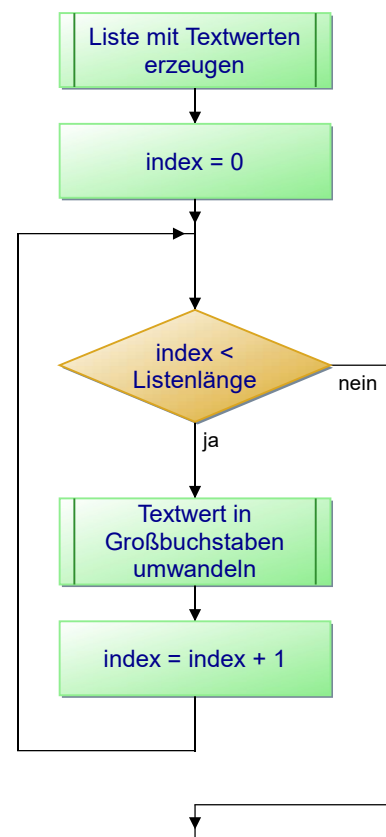 Liste mit Textwerten
erzeugen
index = 0
index <
Listenlänge
nein
ja
Textwert in
Großbuchstaben
umwandeln
index = index + 1